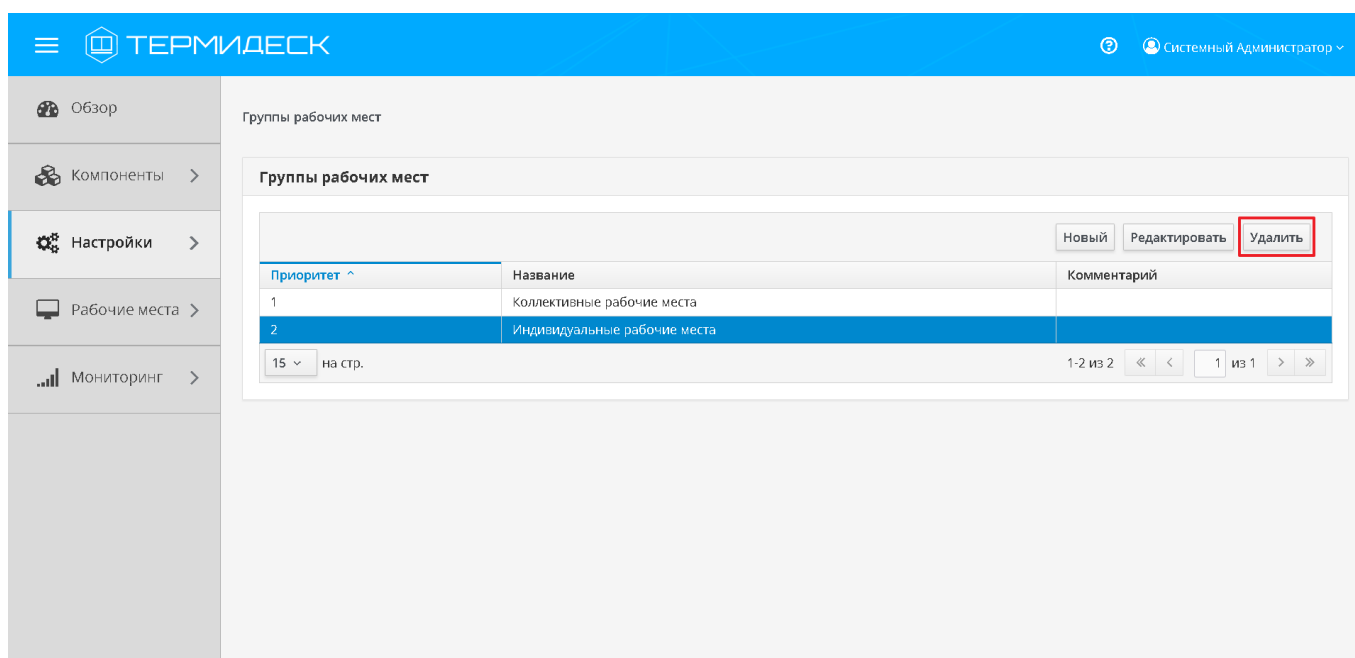 ТЕРМИДЕСК
Системный Администратор
Обзор
Компоненты
Настройки
Рабочие места
Мониторинг
Группы рабочих мест
Группы рабочих мест
Новый Редактировать Удалить
Приоритет Название Комментарий
1 Коллективные рабочие места
2 Индивидуальные рабочие места
15 на стр. 1-2 из 2 1 из 1